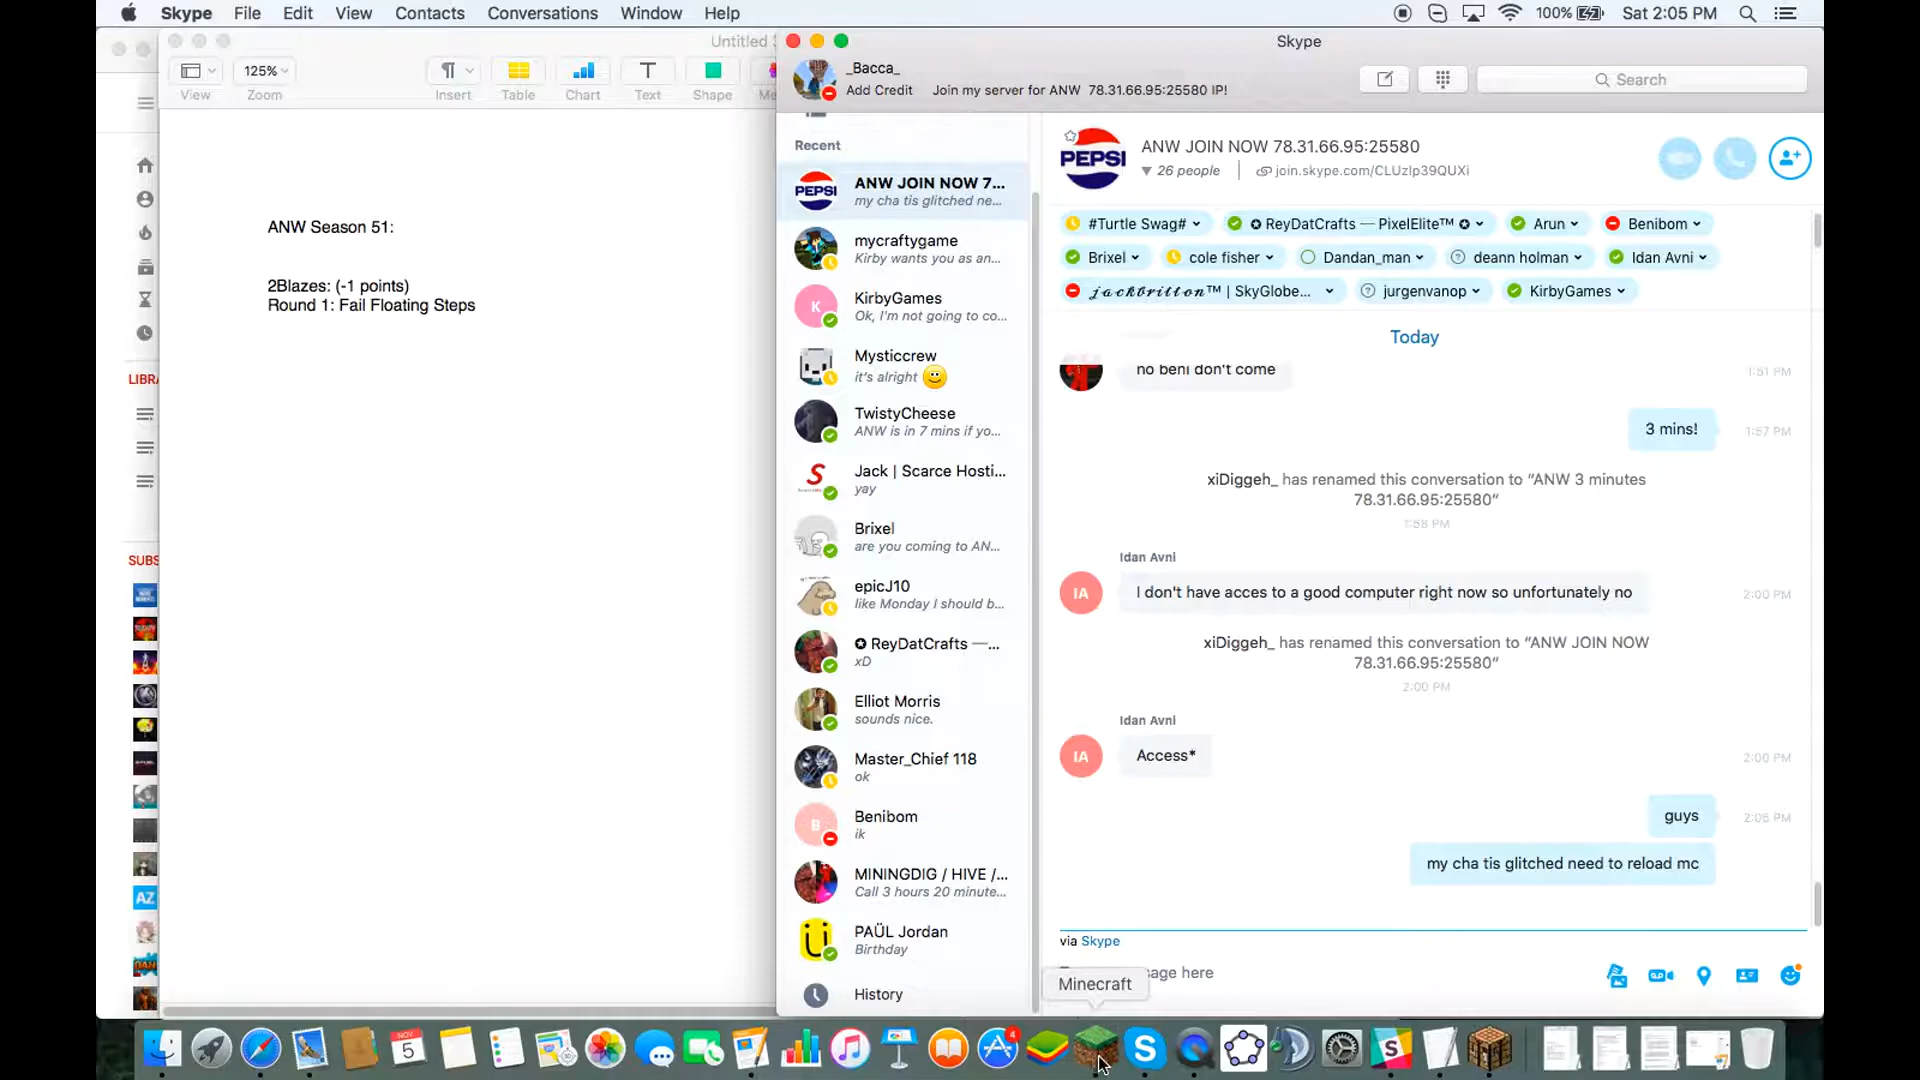 Skype File Edit View Contacts Conversations Window Help 100% Sat 2:05 PM
Untitled
125%
View Zoom Insert Table Chart Text Shape
ANW Season 51:
2Blazes: (-1 points)
Round 1: Fail Floating Steps
LIBRA
SUBS
AZ
Skype
_Bacca_
Add Credit Join my server for ANW 78.31.66.95:25580 IP!
Search
Recent
PEPSI
ANW JOIN NOW 7...
my cha tis glitched ne...
mycraftygame
Kirby wants you as an...
K
KirbyGames
Ok, I'm not going to co...
Mysticcrew
it's alright
TwistyCheese
ANW is in 7 mins if yo...
S
Jack | Scarce Hosti...
yay
Brixel
are you coming to AN...
epicJ10
like Monday I should b...
✪ ReyDatCrafts —...
xD
Elliot Morris
sounds nice.
Master_Chief 118
ok
B
Benibom
ik
MININGDIG / HIVE /...
Call 3 hours 20 minute...
PAÜL Jordan
Birthday
History
PEPSI
ANW JOIN NOW 78.31.66.95:25580
26 people join.skype.com/CLUzIp39QUXi
#Turtle Swag# ✪ ReyDatCrafts — PixelElite™ ✪ Arun Benibom
Brixel cole fisher Dandan_man deann holman Idan Avni
𝓳𝓪𝓬𝓴𝓫𝓻𝓲𝓽𝓽𝓸𝓷™ | SkyGlobe... jurgenvanop KirbyGames
Today
no beni don't come 1:51 PM
3 mins! 1:57 PM
xiDiggeh_ has renamed this conversation to “ANW 3 minutes
78.31.66.95:25580“
1:58 PM
Idan Avni
IA
I don't have acces to a good computer right now so unfortunately no 2:00 PM
xiDiggeh_ has renamed this conversation to “ANW JOIN NOW
78.31.66.95:25580“
2:00 PM
Idan Avni
IA
Access* 2:00 PM
guys 2:05 PM
my cha tis glitched need to reload mc
via Skype
sage here
Minecraft
NOV
5
4